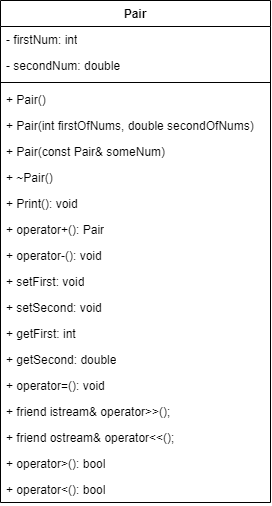 Pair
- firstNum: int
- secondNum: double
+ Pair()
+ Pair(int firstOfNums, double secondOfNums)
+ Pair(const Pair& someNum)
+ ~Pair()
+ Print(): void
+ operator+(): Pair
+ operator-(): void
+ setFirst: void
+ setSecond: void
+ getFirst: int
+ getSecond: double
+ operator=(): void
+ friend istream& operator>>();
+ friend ostream& operator<<();
+ operator>(): bool
+ operator<(): bool